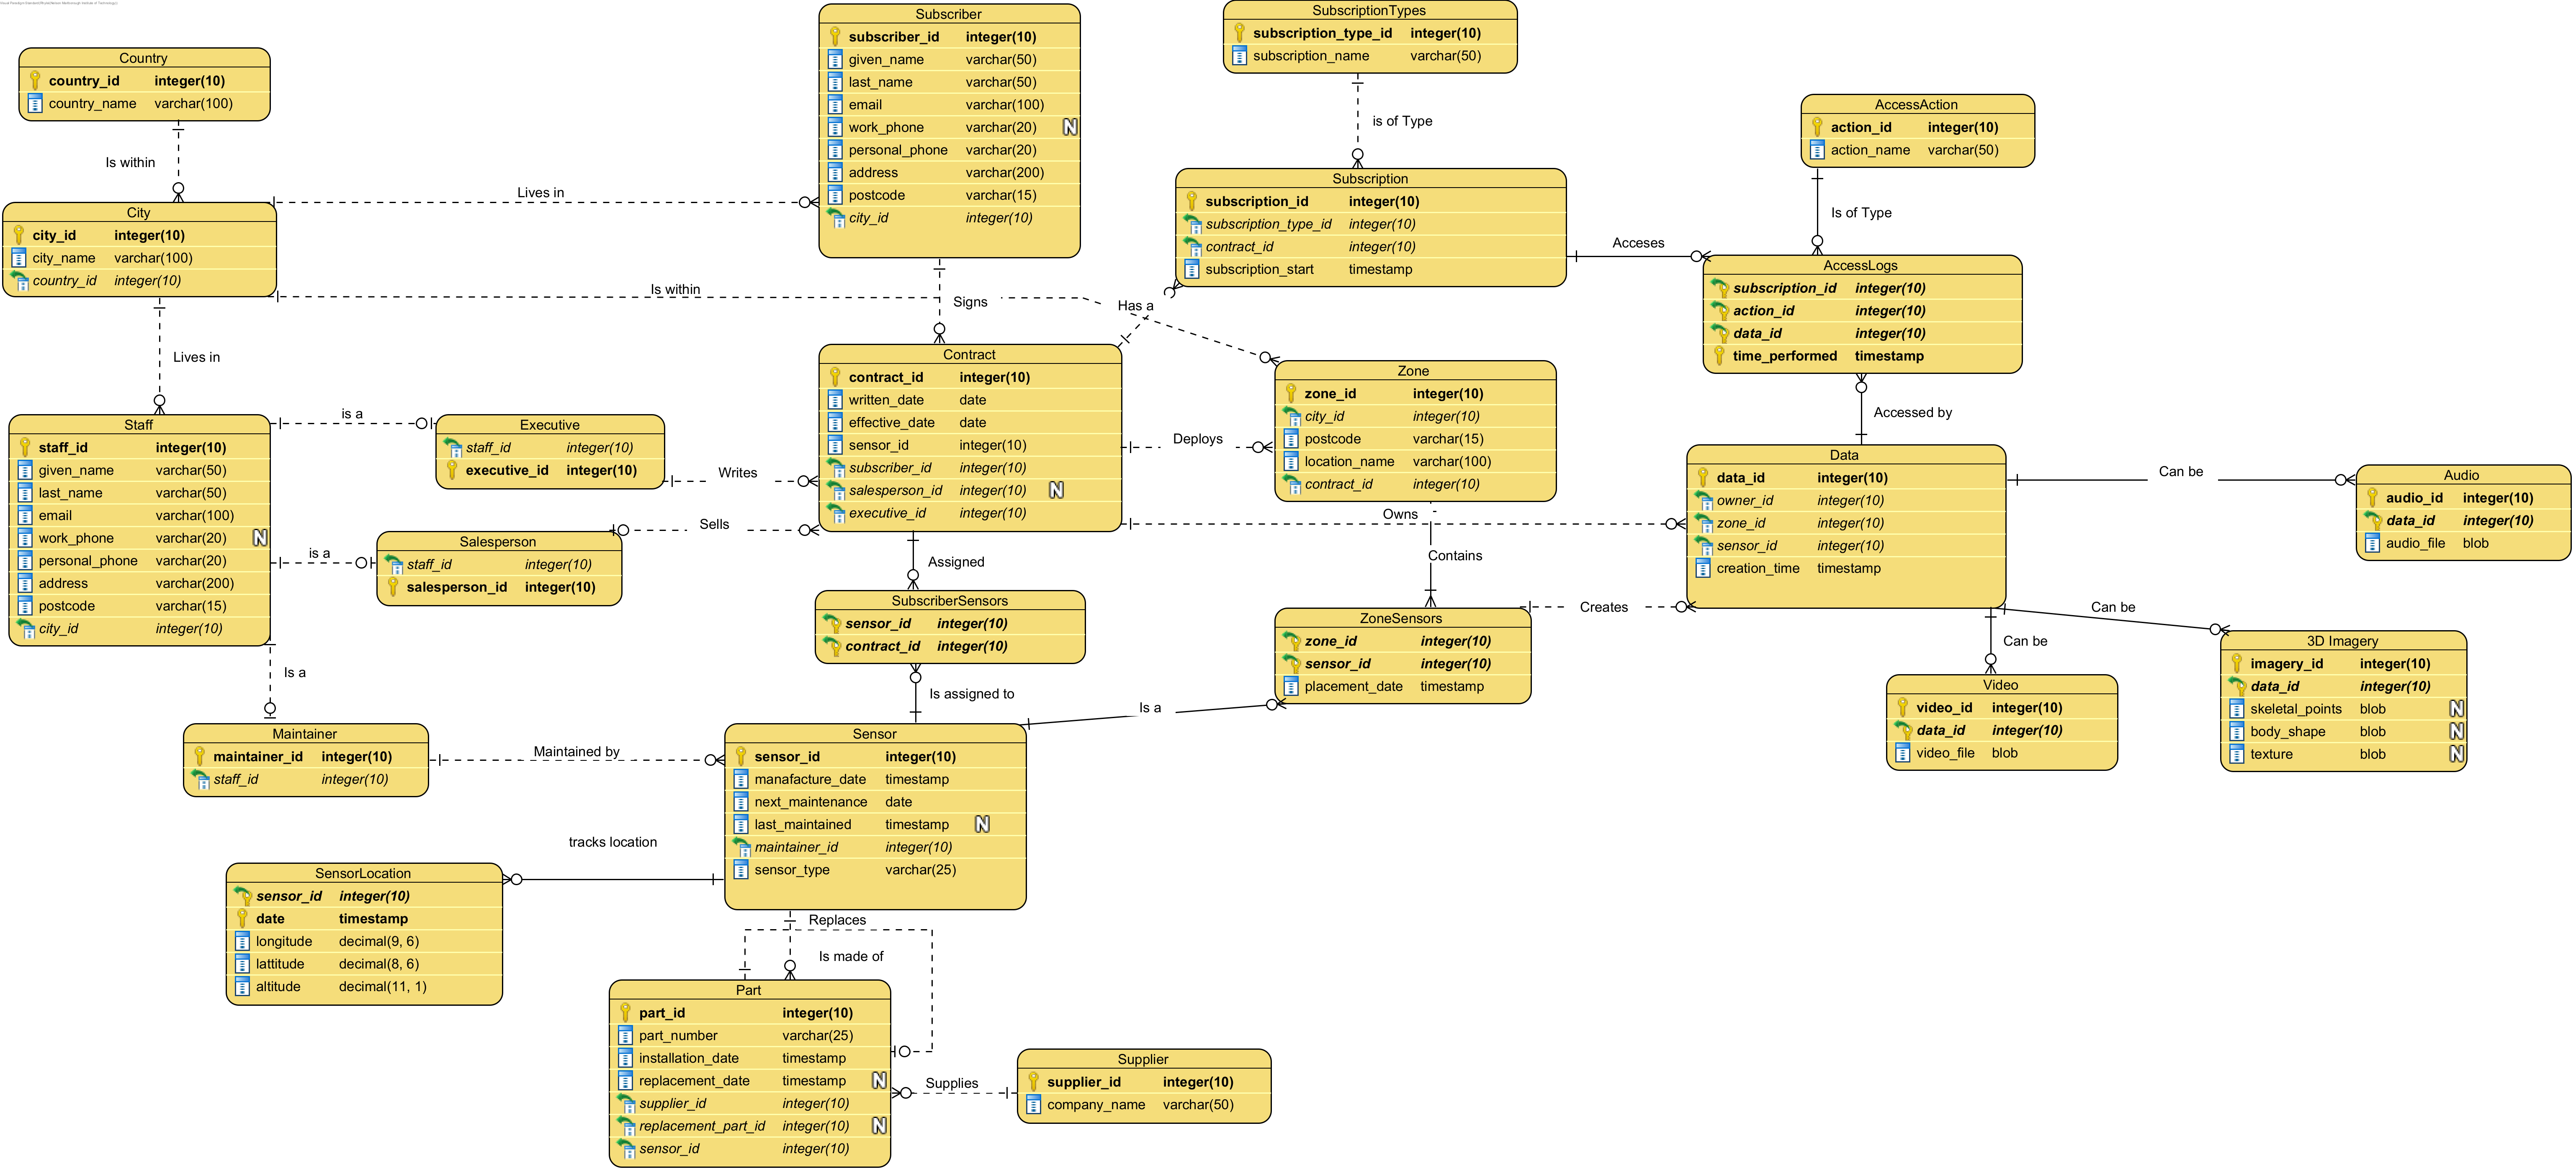 Subscriber
subscriber_id integer(10)
given_name varchar(50)
last_name varchar(50)
email varchar(100)
work_phone varchar(20) N
personal_phone varchar(20)
address varchar(200)
postcode varchar(15)
city_id integer(10)
SubscriptionTypes
subscription_type_id integer(10)
subscription_name varchar(50)
Country
country_id integer(10)
country_name varchar(100)
AccessAction
action_id integer(10)
action_name varchar(50)
is of Type
Is within
Lives in
Is of Type
City
city_id integer(10)
city_name varchar(100)
country_id integer(10)
Subscription
subscription_id integer(10)
subscription_type_id integer(10)
contract_id integer(10)
subscription_start timestamp
Acceses
AccessLogs
subscription_id integer(10)
action_id integer(10)
data_id integer(10)
time_performed timestamp
Is within
Signs
Has a
Lives in
Contract
contract_id integer(10)
written_date date
effective_date date
sensor_id integer(10)
subscriber_id integer(10)
salesperson_id integer(10) N
executive_id integer(10)
Zone
zone_id integer(10)
city_id integer(10)
postcode varchar(15)
location_name varchar(100)
contract_id integer(10)
Accessed by
Staff
staff_id integer(10)
given_name varchar(50)
last_name varchar(50)
email varchar(100)
work_phone varchar(20) N
personal_phone varchar(20)
address varchar(200)
postcode varchar(15)
city_id integer(10)
is a
Executive
staff_id integer(10)
executive_id integer(10)
Deploys
Writes
Data
data_id integer(10)
owner_id integer(10)
zone_id integer(10)
sensor_id integer(10)
creation_time timestamp
Can be
Audio
audio_id integer(10)
data_id integer(10)
audio_file blob
Owns
Sells
is a
Salesperson
staff_id integer(10)
salesperson_id integer(10)
Assigned
Contains
SubscriberSensors
sensor_id integer(10)
contract_id integer(10)
Creates
Can be
ZoneSensors
zone_id integer(10)
sensor_id integer(10)
placement_date timestamp
Can be
3D Imagery
imagery_id integer(10)
data_id integer(10)
skeletal_points blob N
body_shape blob N
texture blob N
Is a
Is assigned to
Is a
Video
video_id integer(10)
data_id integer(10)
video_file blob
Maintainer
maintainer_id integer(10)
staff_id integer(10)
Maintained by
Sensor
sensor_id integer(10)
manafacture_date timestamp
next_maintenance date
last_maintained timestamp N
maintainer_id integer(10)
sensor_type varchar(25)
tracks location
SensorLocation
sensor_id integer(10)
date timestamp
longitude decimal(9, 6)
lattitude decimal(8, 6)
altitude decimal(11, 1)
Replaces
Is made of
Part
part_id integer(10)
part_number varchar(25)
installation_date timestamp
replacement_date timestamp N
supplier_id integer(10)
replacement_part_id integer(10) N
sensor_id integer(10)
Supplies
Supplier
supplier_id integer(10)
company_name varchar(50)